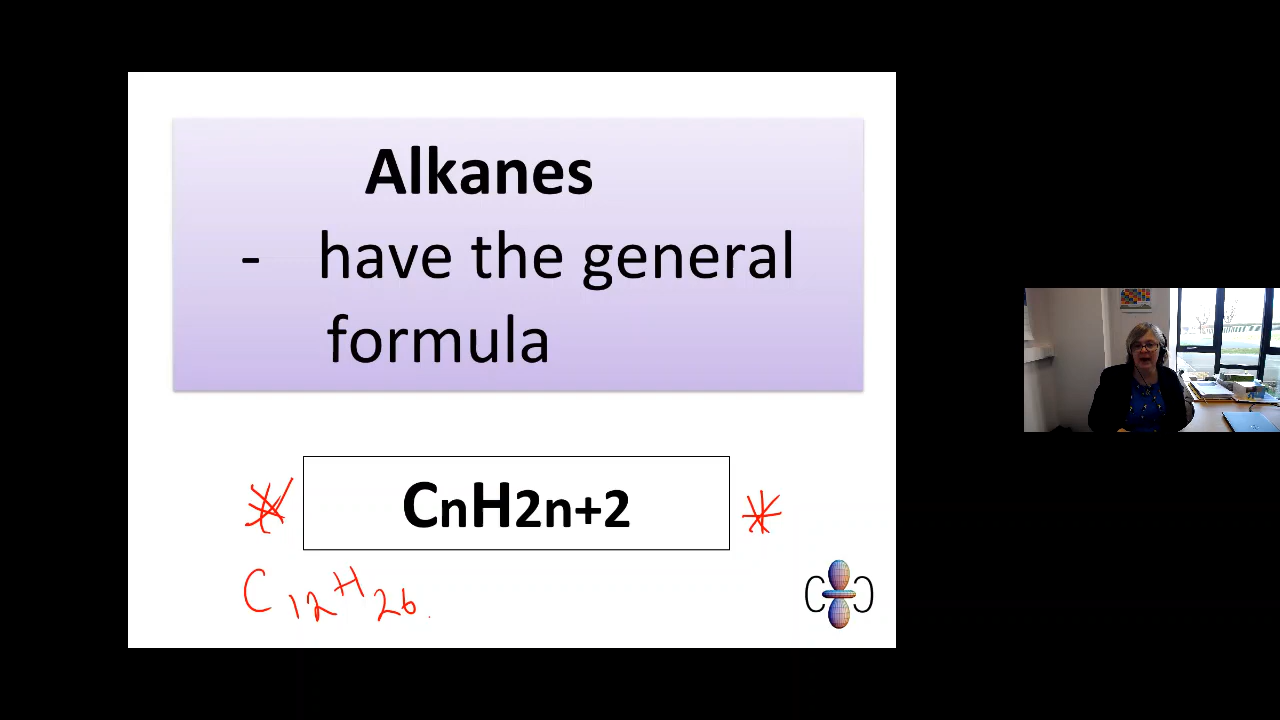 Alkanes
- have the general
formula
CnH2n+2
C12H26